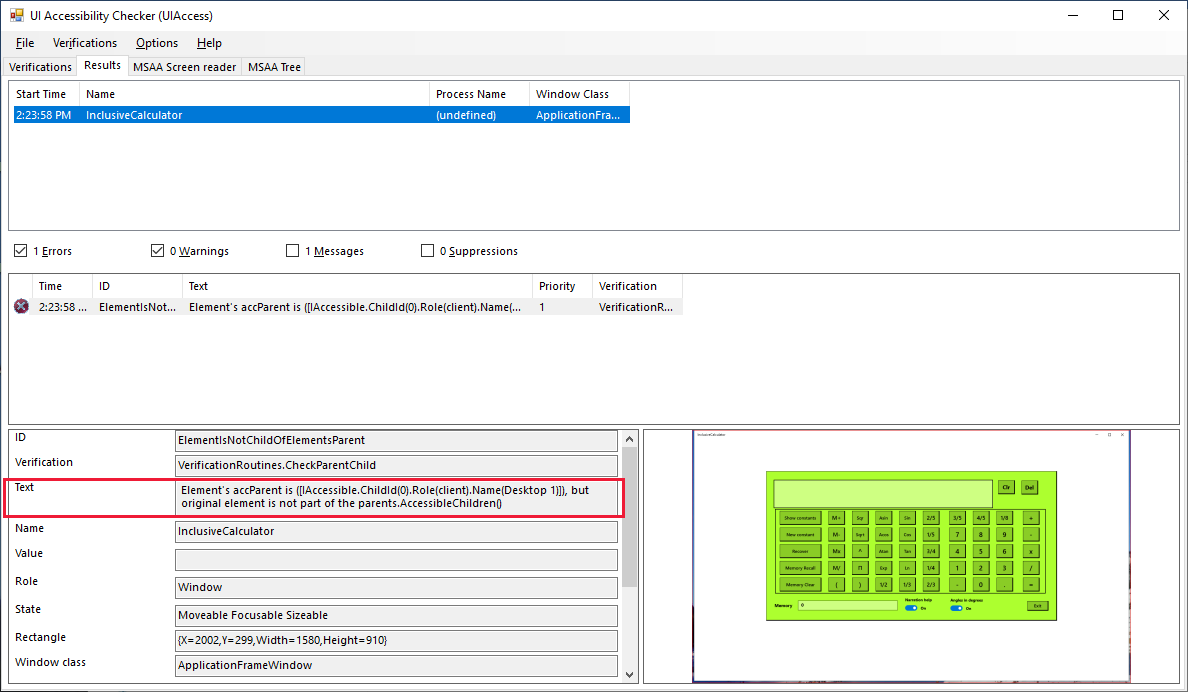 UI Accessibility Checker (UIAccess)
File Verifications Options Help
Verifications Results MSAA Screen reader MSAA Tree
Start Time Name Process Name Window Class
2:23:58 PM InclusiveCalculator (undefined) ApplicationFra...
1 Errors 0 Warnings 1 Messages 0 Suppressions
Time ID Text Priority Verification
2:23:58 ... ElementIsNot... Element's accParent is ([IAccessible.ChildId(0).Role(client).Name(... 1 VerificationR...
ID ElementIsNotChildOfElementsParent
Verification VerificationRoutines.CheckParentChild
Text Element's accParent is ([IAccessible.ChildId(0).Role(client).Name(Desktop 1)]), but
original element is not part of the parents.AccessibleChildren()
Name InclusiveCalculator
Value
Role Window
State Moveable Focusable Sizeable
Rectangle {X=2002,Y=299,Width=1580,Height=910}
Window class ApplicationFrameWindow
InclusiveCalculator
Clr Del
Show constants M+ Sin 2/5 3/5 4/5 1/8 +
New constant M- Sqrt Acos Cos 1/5 7 8 9 -
Recover ^ Atan Tan 3/4 4 5 6 x
Memory Recall M/ Π Exp Ln 1/4 1 2 3 /
Memory Clear ( ) 1/2 1/3 2/3 - 0 . =
Memory 0 Narration help On Angles in degrees On Exit